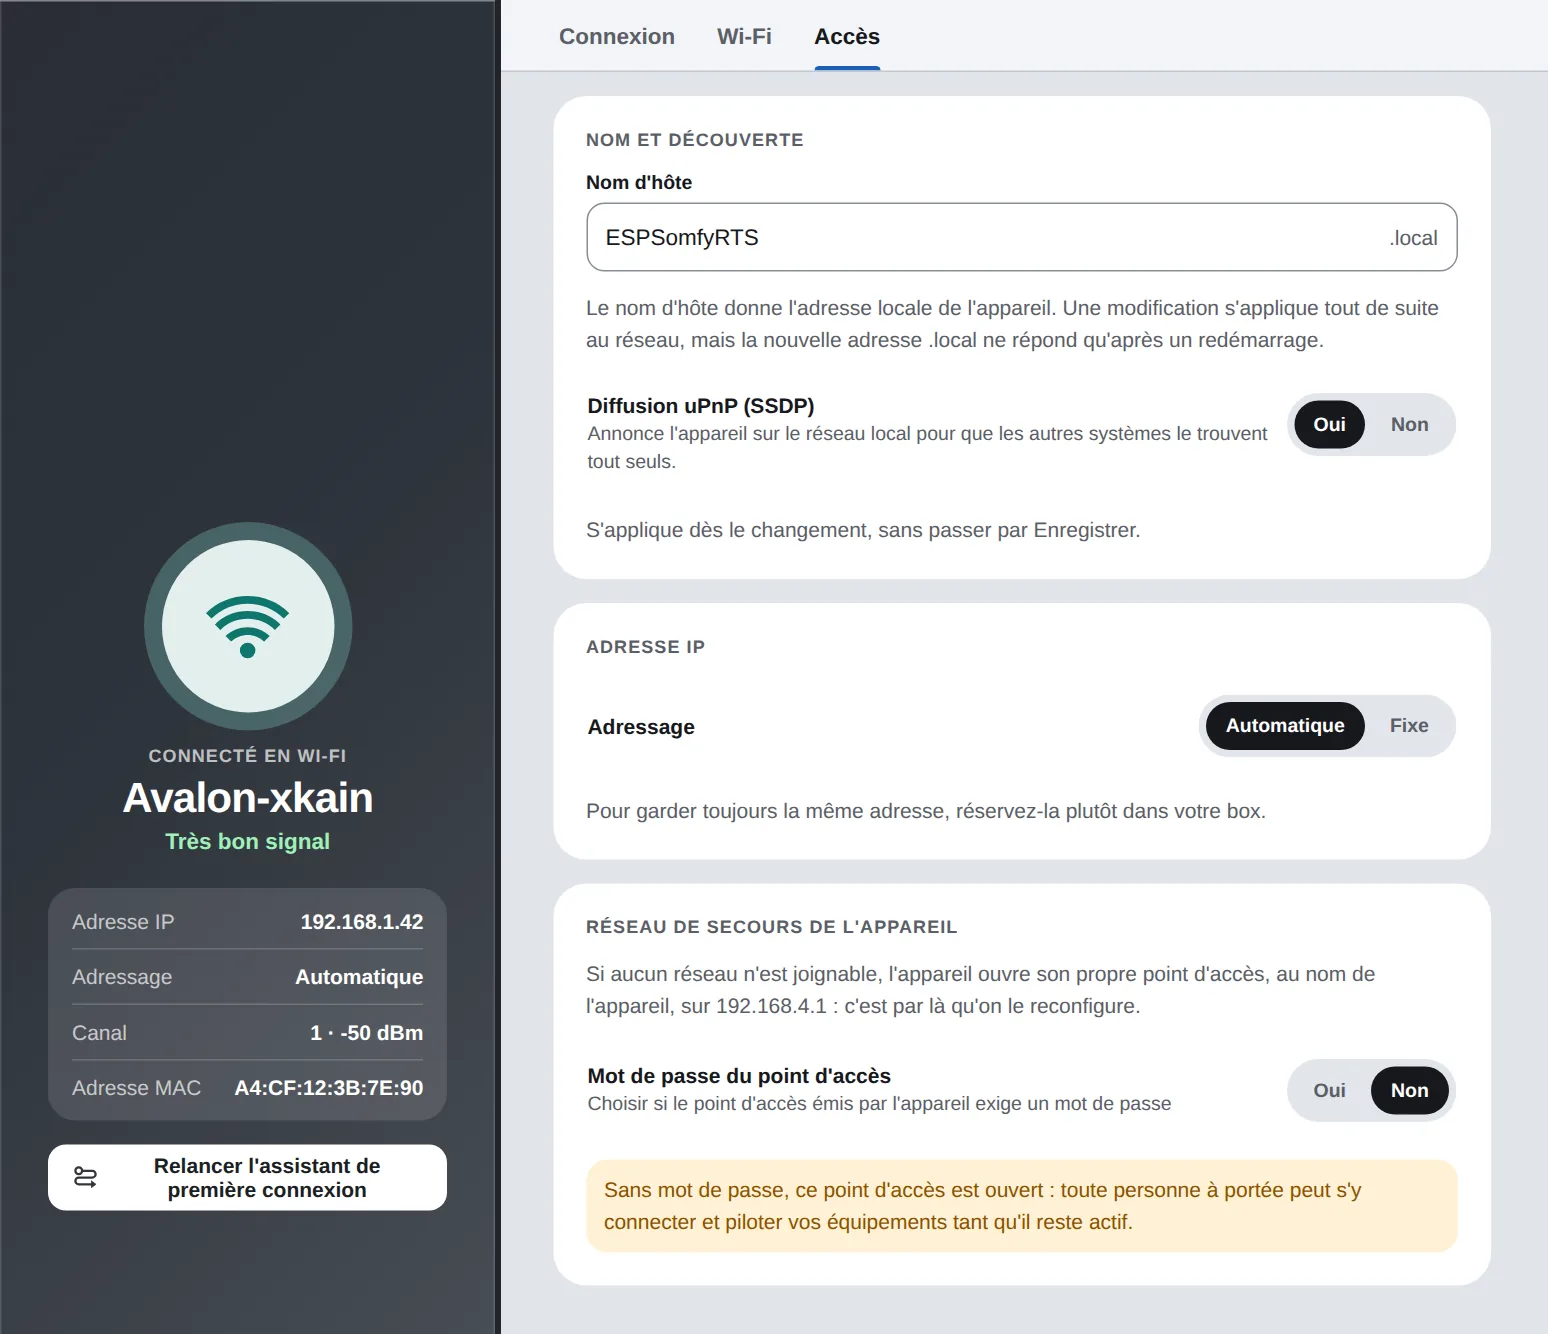 CONNECTÉ EN WI-FI
Avalon-xkain
Très bon signal
Adresse IP 192.168.1.42
Adressage Automatique
Canal 1 · -50 dBm
Adresse MAC A4:CF:12:3B:7E:90
Relancer l'assistant de
première connexion
Connexion Wi-Fi Accès
NOM ET DÉCOUVERTE
Nom d'hôte
ESPSomfyRTS .local
Le nom d'hôte donne l'adresse locale de l'appareil. Une modification s'applique tout de suite
au réseau, mais la nouvelle adresse .local ne répond qu'après un redémarrage.
Diffusion uPnP (SSDP)
Annonce l'appareil sur le réseau local pour que les autres systèmes le trouvent
tout seuls.
Oui Non
S'applique dès le changement, sans passer par Enregistrer.
ADRESSE IP
Adressage Automatique Fixe
Pour garder toujours la même adresse, réservez-la plutôt dans votre box.
RÉSEAU DE SECOURS DE L'APPAREIL
Si aucun réseau n'est joignable, l'appareil ouvre son propre point d'accès, au nom de
l'appareil, sur 192.168.4.1 : c'est par là qu'on le reconfigure.
Mot de passe du point d'accès
Choisir si le point d'accès émis par l'appareil exige un mot de passe
Oui Non
Sans mot de passe, ce point d'accès est ouvert : toute personne à portée peut s'y
connecter et piloter vos équipements tant qu'il reste actif.